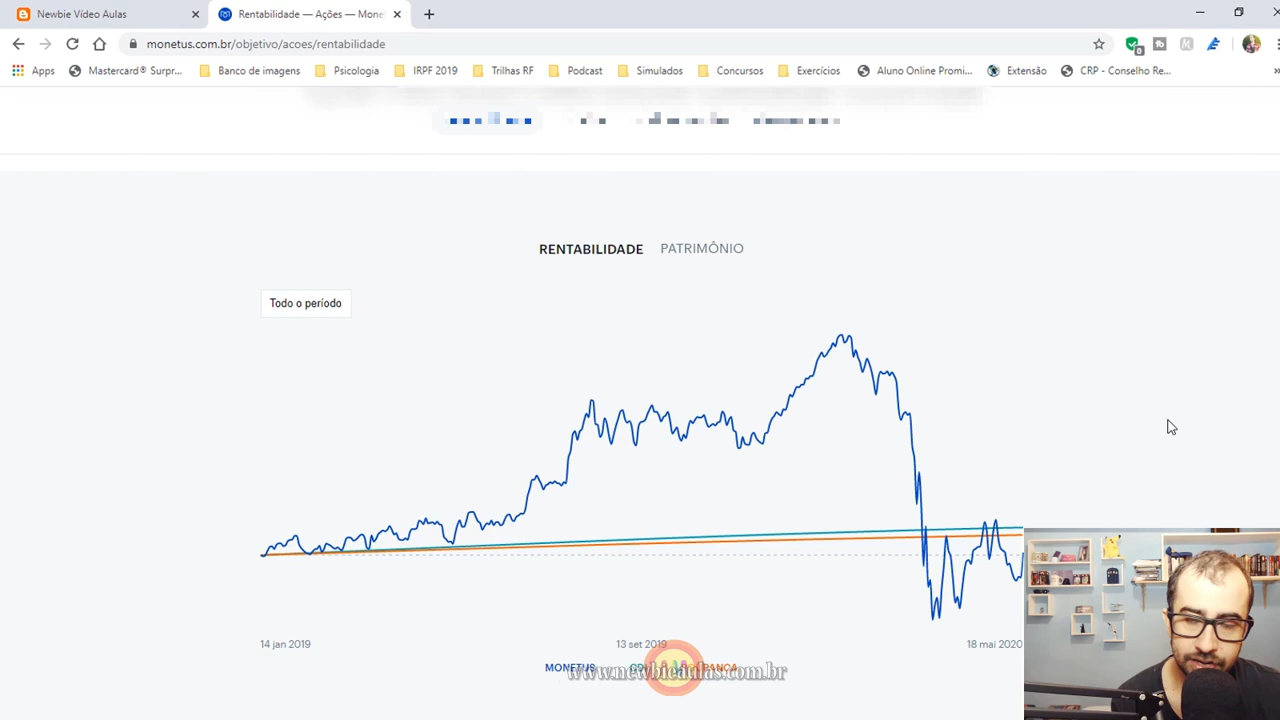 Newbie Vídeo Aulas
Rentabilidade — Ações — Mone
monetus.com.br/objetivo/acoes/rentabilidade
0
Apps
Mastercard® Surpr...
Banco de imagens
Psicologia
IRPF 2019
Trilhas RF
Podcast
Simulados
Concursos
Exercícios
Aluno Online Promi...
Extensão
CRP - Conselho Re...
»
RENTABILIDADE PATRIMÔNIO
Todo o período
14 jan 2019 13 set 2019 18 mai 2020
MONETUS
www.newbieaulas.com.br